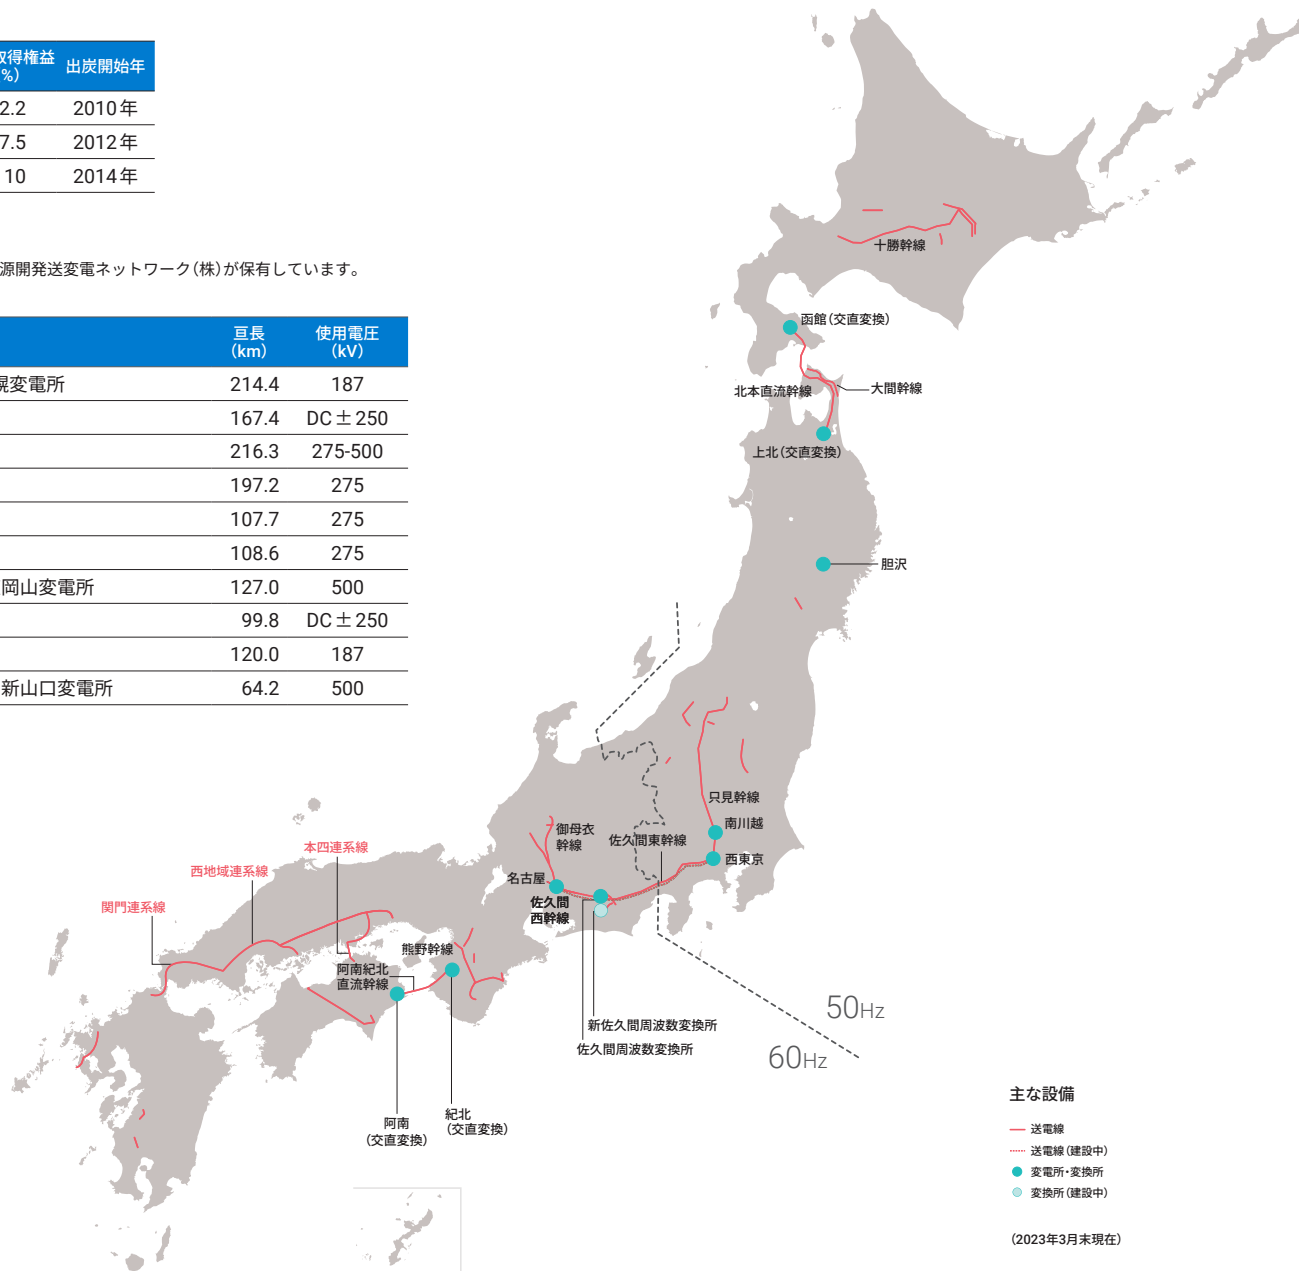 取得権益 出炭開始年
%)
2.2 2010年
7.5 2012年
10 2014年
源開発送変電ネットワーク(株)が保有しています。
亘長 使用電圧
(km) (kV)
幌変電所 214.4 187
167.4 DC±250
216.3 275-500
197.2 275
107.7 275
108.6 275
岡山変電所 127.0 500
99.8 DC±250
120.0 187
新山口変電所 64.2 500
十勝幹線
函館(交直変換)
北本直流幹線
大間幹線
上北(交直変換)
胆沢
只見幹線
南川越
西東京
佐久間東幹線
御母衣
幹線
名古屋
佐久間
西幹線
本四連系線
西地域連系線
関門連系線
熊野幹線
阿南紀北
直流幹線
新佐久間周波数変換所
佐久間周波数変換所
50Hz
60Hz
阿南
(交直変換)
紀北
(交直変換)
主な設備
送電線
送電線(建設中)
変電所・変換所
変換所(建設中)
(2023年3月末現在)